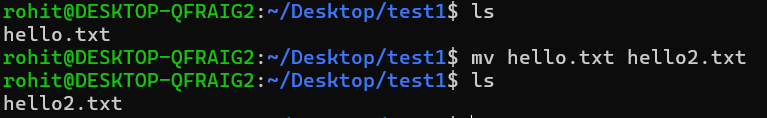 rohit@DESKTOP-QFRAIG2:~/Desktop/test1$ ls
hello.txt
rohit@DESKTOP-QFRAIG2:~/Desktop/test1$ mv hello.txt hello2.txt
rohit@DESKTOP-QFRAIG2:~/Desktop/test1$ ls
hello2.txt